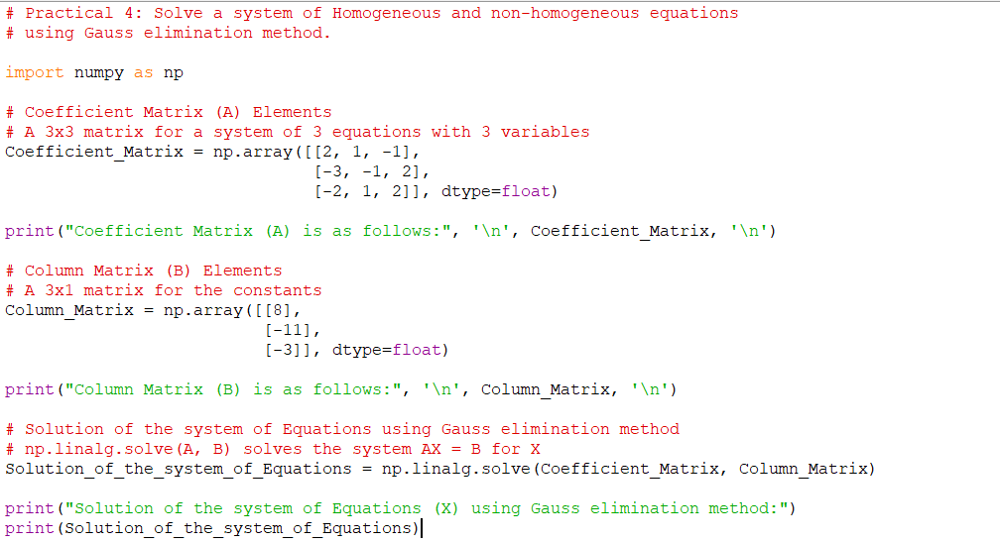 # Practical 4: Solve a system of Homogeneous and non-homogeneous equations
# using Gauss elimination method.
import numpy as np
# Coefficient Matrix (A) Elements
# A 3x3 matrix for a system of 3 equations with 3 variables
Coefficient_Matrix = np.array([[2, 1, -1],
                               [-3, -1, 2],
                               [-2, 1, 2]], dtype=float)
print("Coefficient Matrix (A) is as follows:", '\n', Coefficient_Matrix, '\n')
# Column Matrix (B) Elements
# A 3x1 matrix for the constants
Column_Matrix = np.array([[8],
                          [-11],
                          [-3]], dtype=float)
print("Column Matrix (B) is as follows:", '\n', Column_Matrix, '\n')
# Solution of the system of Equations using Gauss elimination method
# np.linalg.solve(A, B) solves the system AX = B for X
Solution_of_the_system_of_Equations = np.linalg.solve(Coefficient_Matrix, Column_Matrix)
print("Solution of the system of Equations (X) using Gauss elimination method:")
print(Solution_of_the_system_of_Equations)